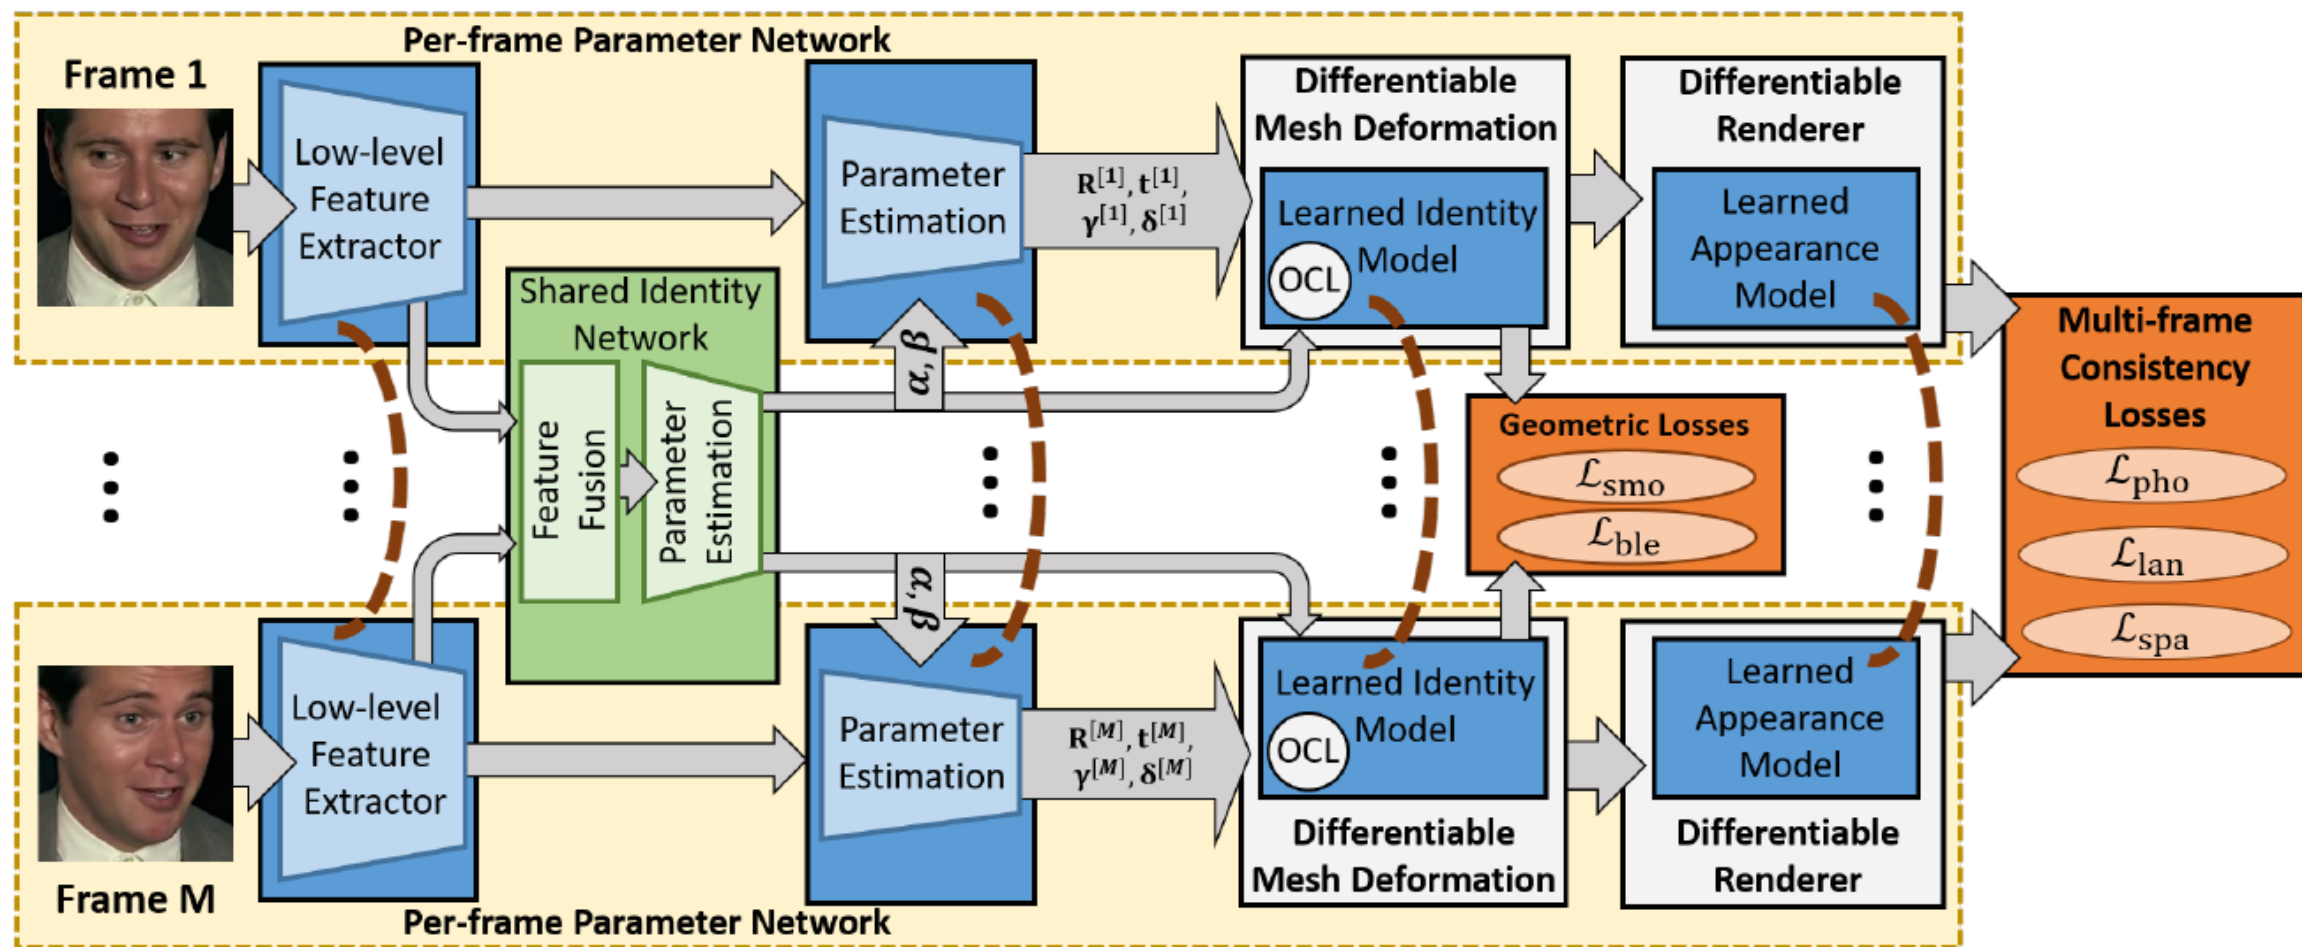 Per-frame Parameter Network
Frame 1
Low-level
Feature
Extractor
Parameter
Estimation
R^[1], t^[1],
γ^[1], δ^[1]
Differentiable
Mesh Deformation
Learned Identity
Model
OCL
Differentiable
Renderer
Learned
Appearance
Model
Shared Identity
Network
Feature
Fusion
Parameter
Estimation
α, β
α, β
Geometric Losses
ℒsmo
ℒble
Multi-frame
Consistency
Losses
ℒpho
ℒlan
ℒspa
Low-level
Feature
Extractor
Frame M
Parameter
Estimation
R^[M], t^[M],
γ^[M], δ^[M]
Learned Identity
Model
OCL
Differentiable
Mesh Deformation
Learned
Appearance
Model
Differentiable
Renderer
Per-frame Parameter Network